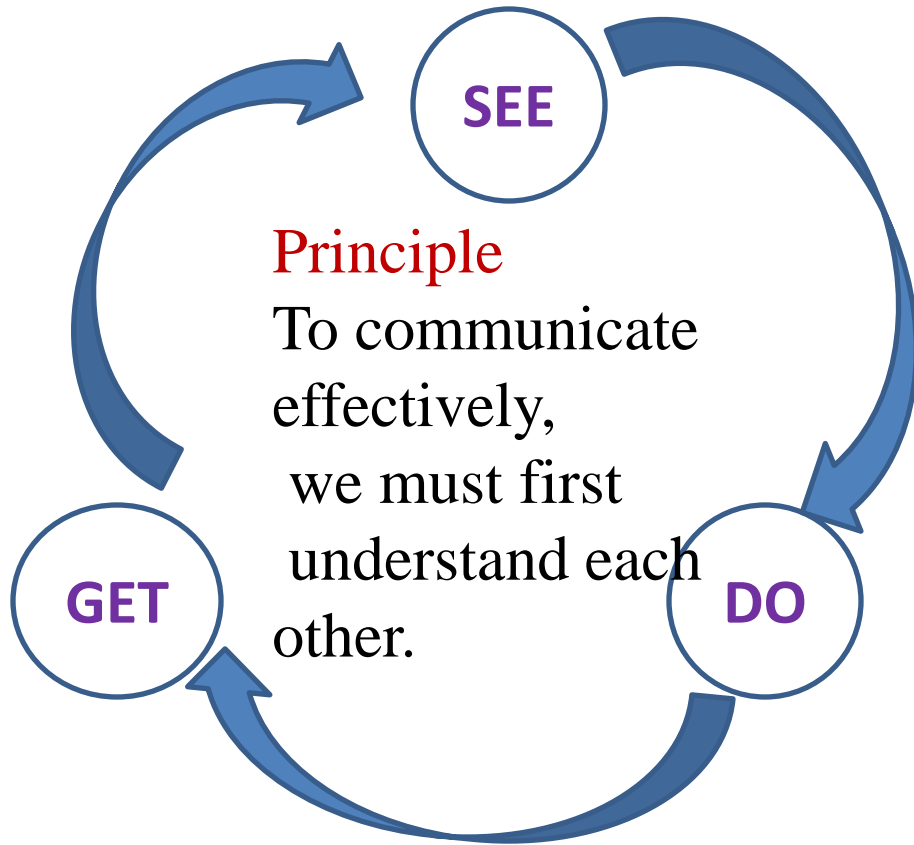 SEE
Principle
To communicate
effectively,
we must first
understand each
other.
GET
DO